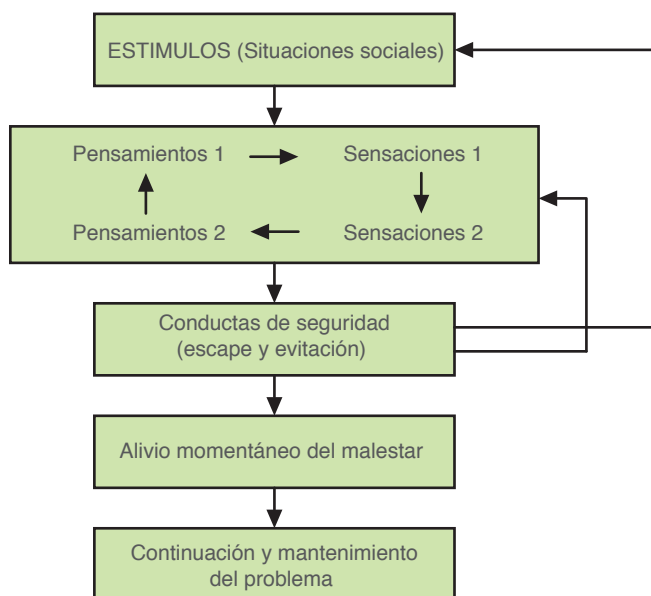 ESTIMULOS (Situaciones sociales)
Pensamientos 1
Sensaciones 1
Pensamientos 2
Sensaciones 2
Conductas de seguridad
(escape y evitación)
Alivio momentáneo del malestar
Continuación y mantenimiento
del problema